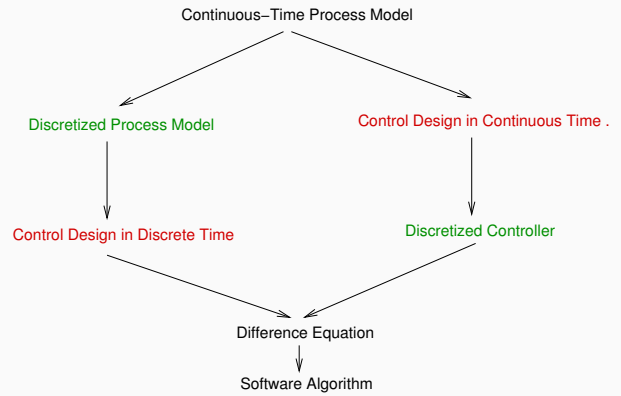 Continuous−Time Process Model
Discretized Process Model
Control Design in Continuous Time .
Control Design in Discrete Time
Discretized Controller
Difference Equation
Software Algorithm